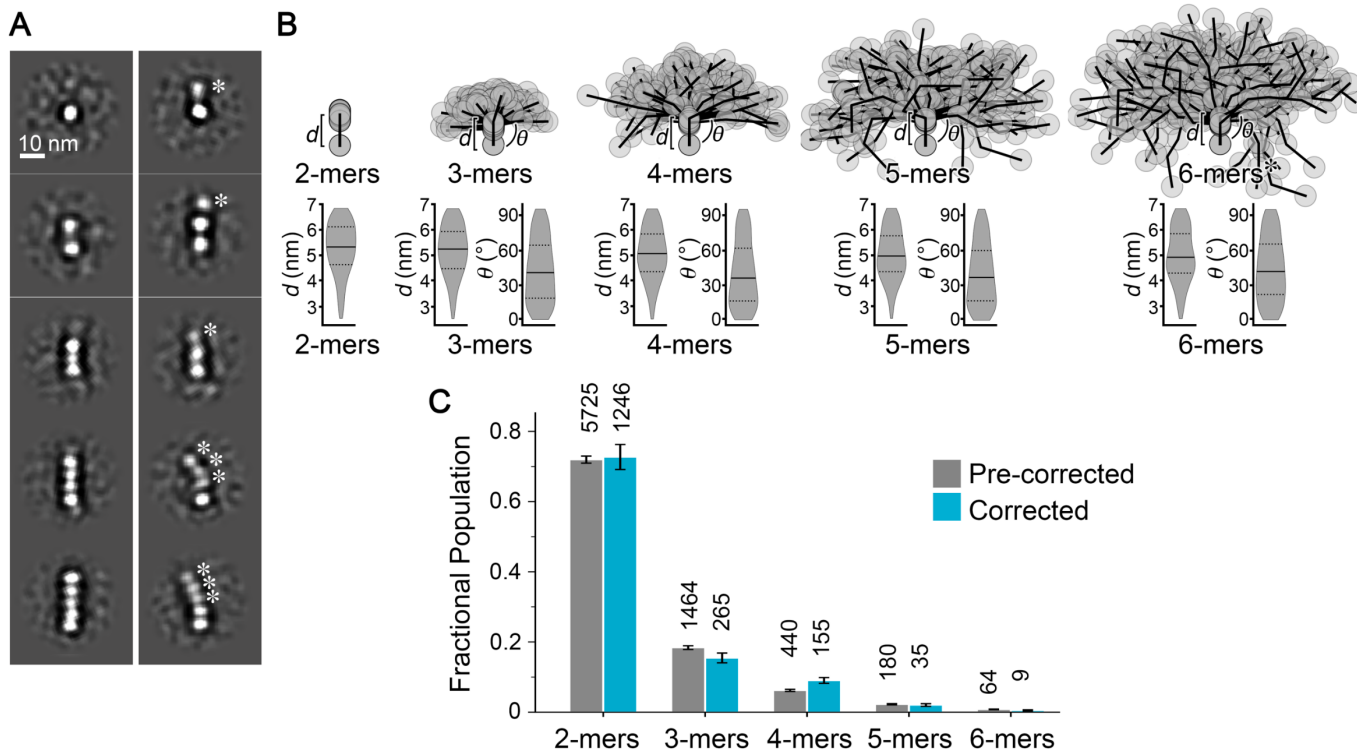 A
10 nm
*
*
*
*
*
*
*
*
*
B
d
d θ
d θ
d θ
d θ
*
2-mers 3-mers 4-mers 5-mers 6-mers
7
6
5
4
3
d (nm)
2-mers
7
6
5
4
3
d (nm)
90
60
30
0
θ (°)
3-mers
7
6
5
4
3
d (nm)
90
60
30
0
θ (°)
4-mers
7
6
5
4
3
d (nm)
90
60
30
0
θ (°)
5-mers
7
6
5
4
3
d (nm)
90
60
30
0
θ (°)
6-mers
C
Fractional Population
0.8
0.6
0.4
0.2
0
5725 1246
1464 265
440 155
180 35
64 9
Pre-corrected
Corrected
2-mers 3-mers 4-mers 5-mers 6-mers